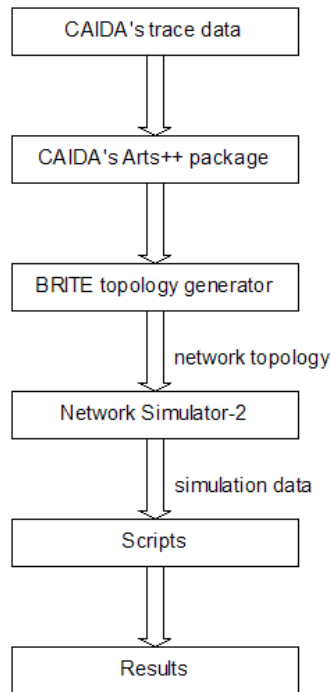 CAIDA's trace data
CAIDA's Arts++ package
BRITE topology generator
network topology
Network Simulator-2
simulation data
Scripts
Results